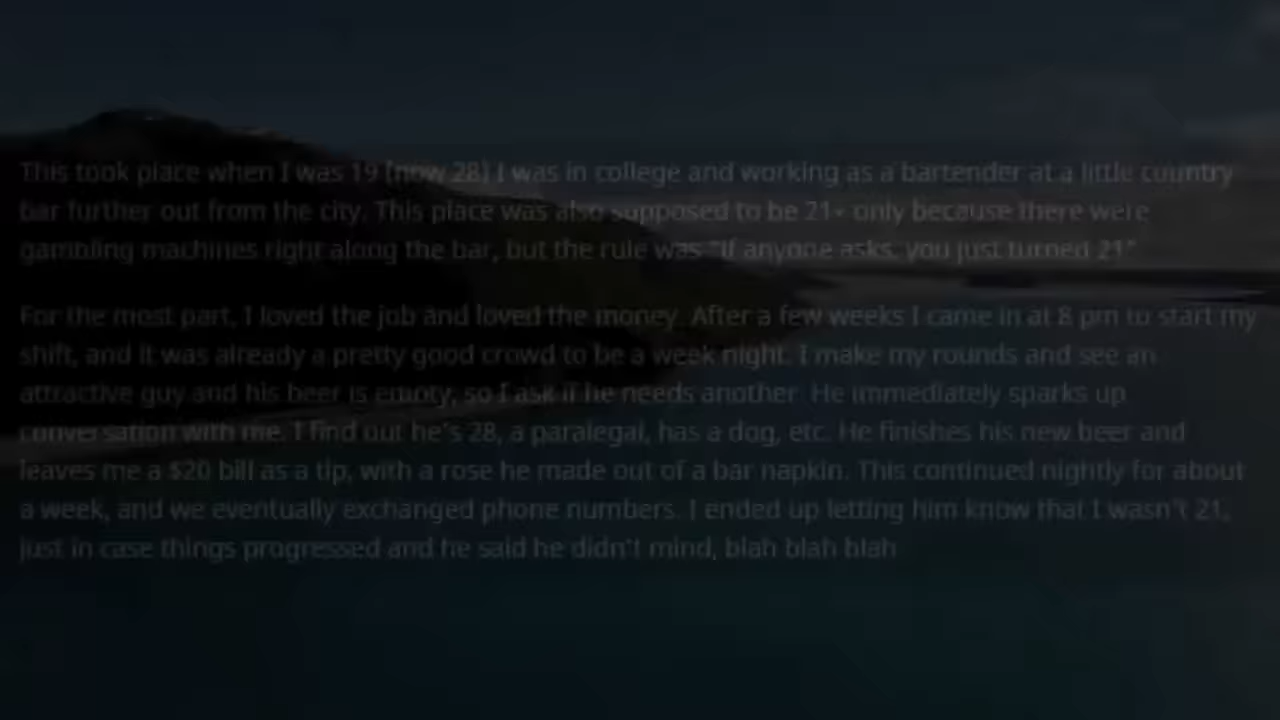 This took place when I was 19 (now 28) I was in college and working as a bartender at a little country
bar further out from the city. This place was also supposed to be 21+ only because there were
gambling machines right along the bar, but the rule was "If anyone asks, you just turned 21"
For the most part, I loved the job and loved the money. After a few weeks I came in at 8 pm to start my
shift, and it was already a pretty good crowd to be a week night. I make my rounds and see an
attractive guy and his beer is empty, so I ask if he needs another. He immediately sparks up
conversation with me. I find out he's 28, a paralegal, has a dog, etc. He finishes his new beer and
leaves me a $20 bill as a tip, with a rose he made out of a bar napkin. This continued nightly for about
a week, and we eventually exchanged phone numbers. I ended up letting him know that I wasn't 21,
just in case things progressed and he said he didn't mind, blah blah blah